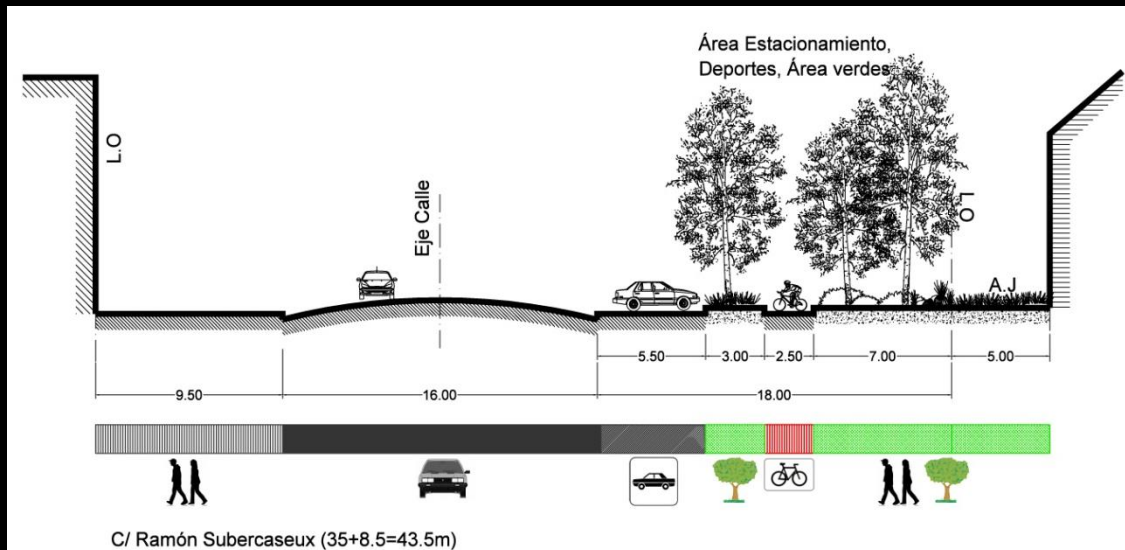 Área Estacionamiento,
Deportes, Área verdes
L.O
Eje Calle
L.O
A.J
5.50
3.00
2.50
7.00
5.00
9.50
16.00
18.00
C/ Ramón Subercaseux (35+8.5=43.5m)